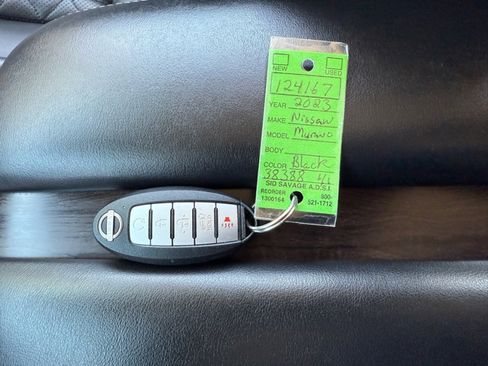 NEW USED
124167
YEAR 2023
MAKE Nissan
MODEL Murano
BODY
COLOR Black
38388
SID SAVAGE A.D.S.I.
REORDER 800-
1300164 521-1712